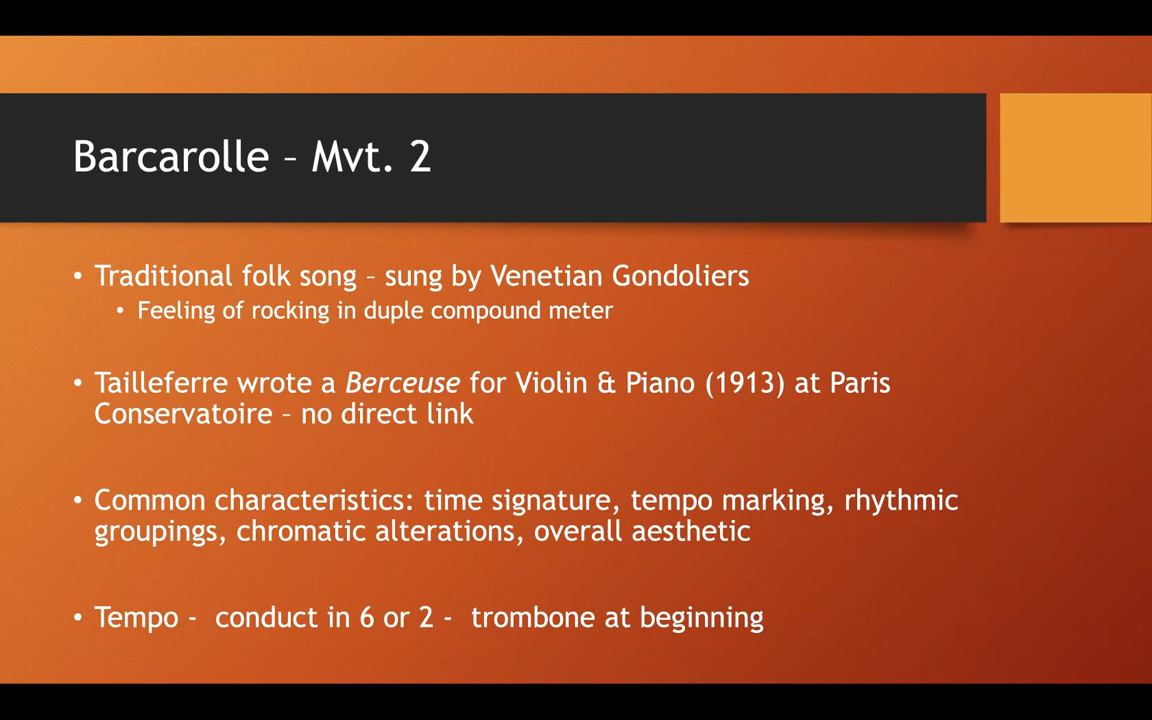 Barcarolle – Mvt. 2
• Traditional folk song – sung by Venetian Gondoliers
• Feeling of rocking in duple compound meter
• Tailleferre wrote a Berceuse for Violin & Piano (1913) at Paris
Conservatoire – no direct link
• Common characteristics: time signature, tempo marking, rhythmic
groupings, chromatic alterations, overall aesthetic
• Tempo -  conduct in 6 or 2 -  trombone at beginning